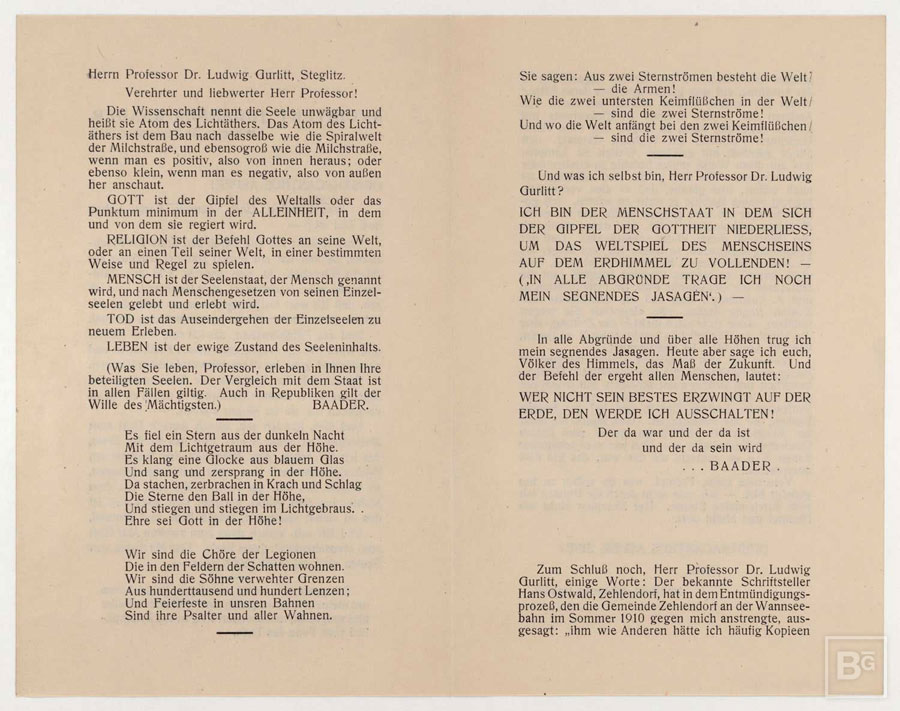 Herrn Professor Dr. Ludwig Gurlitt, Steglitz.
Verehrter und liebwerter Herr Professor!
Die Wissenschaft nennt die Seele unwägbar und
heißt sie Atom des Lichtäthers. Das Atom des Licht-
äthers ist dem Bau nach dasselbe wie die Spiralwelt
der Milchstraße, und ebensogroß wie die Milchstraße,
wenn man es positiv, also von innen heraus; oder
ebenso klein, wenn man es negativ, also von außen
her anschaut.
GOTT ist der Gipfel des Weltalls oder das
Punktum minimum in der ALLEINHEIT, in dem
und von dem sie regiert wird.
RELIGION ist der Befehl Gottes an seine Welt,
oder an einen Teil seiner Welt, in einer bestimmten
Weise und Regel zu spielen.
MENSCH ist der Seelenstaat, der Mensch genannt
wird, und nach Menschengesetzen von seinen Einzel-
seelen gelebt und erlebt wird.
TOD ist das Auseindergehen der Einzelseelen zu
neuem Erleben.
LEBEN ist der ewige Zustand des Seeleninhalts.
(Was Sie leben, Professor, erleben in Ihnen Ihre
beteiligten Seelen. Der Vergleich mit dem Staat ist
in allen Fällen giltig. Auch in Republiken gilt der
Wille des Mächtigsten.) BAADER.
Es fiel ein Stern aus der dunkeln Nacht
Mit dem Lichtgetraum aus der Höhe.
Es klang eine Glocke aus blauem Glas
Und sang und zersprang in der Höhe.
Da stachen, zerbrachen in Krach und Schlag
Die Sterne den Ball in der Höhe,
Und stiegen und stiegen im Lichtgebraus. .
Ehre sei Gott in der Höhe!
Wir sind die Chöre der Legionen
Die in den Feldern der Schatten wohnen.
Wir sind die Söhne verwehter Grenzen
Aus hunderttausend und hundert Lenzen;
Und Feierfeste in unsren Bahnen
Sind ihre Psalter und aller Wahnen.
Sie sagen: Aus zwei Sternströmen besteht die Welt/
— die Armen!
Wie die zwei untersten Keimflüßchen in der Welt/
— sind die zwei Sternströme!
Und wo die Welt anfängt bei den zwei Keimflüßchen/
— sind die zwei Sternströme!
Und was ich selbst bin, Herr Professor Dr. Ludwig
Gurlitt?
ICH BIN DER MENSCHSTAAT IN DEM SICH
DER GIPFEL DER GOTTHEIT NIEDERLIESS,
UM DAS WELTSPIEL DES MENSCHSEINS
AUF DEM ERDHIMMEL ZU VOLLENDEN! —
(‚IN ALLE ABGRÜNDE TRAGE ICH NOCH
MEIN SEGNENDES JASAGEN‘.) —
In alle Abgründe und über alle Höhen trug ich
mein segnendes Jasagen. Heute aber sage ich euch,
Völker des Himmels, das Maß der Zukunft. Und
der Befehl der ergeht allen Menschen, lautet:
WER NICHT SEIN BESTES ERZWINGT AUF DER
ERDE, DEN WERDE ICH AUSSCHALTEN!
Der da war und der da ist
und der da sein wird
. . . BAADER .
Zum Schluß noch, Herr Professor Dr. Ludwig
Gurlitt, einige Worte: Der bekannte Schriftsteller
Hans Ostwald, Zehlendorf, hat in dem Entmündigungs-
prozeß, den die Gemeinde Zehlendorf an der Wannsee-
bahn im Sommer 1910 gegen mich anstrengte, aus-
gesagt: „ihm wie Anderen hätte ich häufig Kopieen
BG